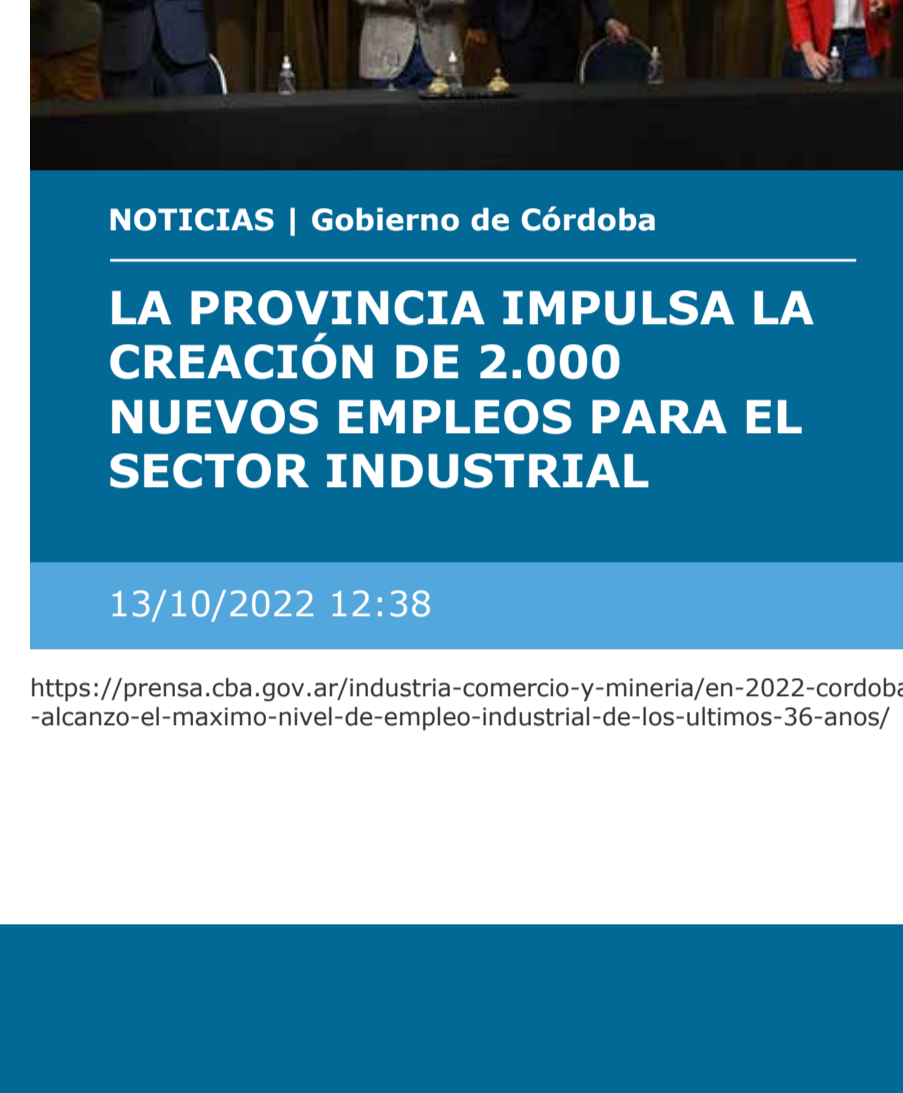 NOTICIAS | Gobierno de Córdoba
LA PROVINCIA IMPULSA LA
CREACIÓN DE 2.000
NUEVOS EMPLEOS PARA EL
SECTOR INDUSTRIAL
13/10/2022 12:38
https://prensa.cba.gov.ar/industria-comercio-y-mineria/en-2022-cordoba
-alcanzo-el-maximo-nivel-de-empleo-industrial-de-los-ultimos-36-anos/